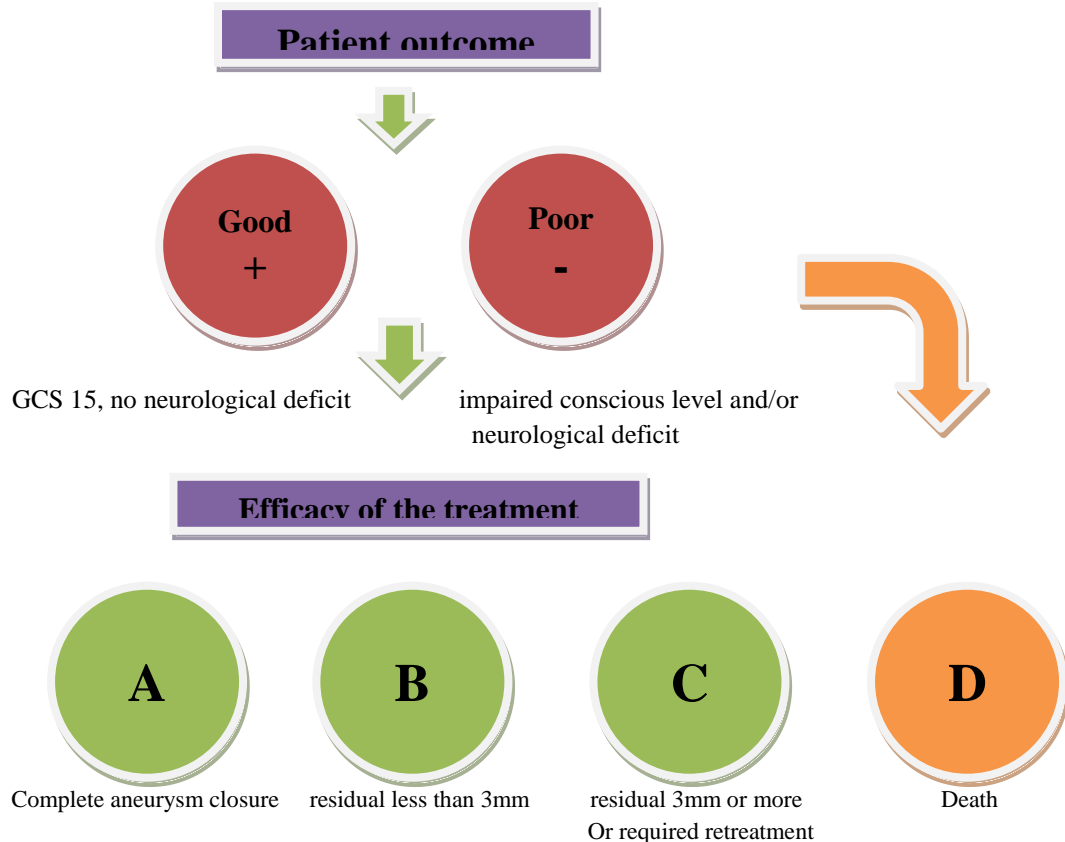 Patient outcome
Good
+
Poor
-
GCS 15, no neurological deficit
impaired conscious level and/or
neurological deficit
Efficacy of the treatment
A
B
C
D
Complete aneurysm closure
residual less than 3mm
residual 3mm or more
Or required retreatment
Death